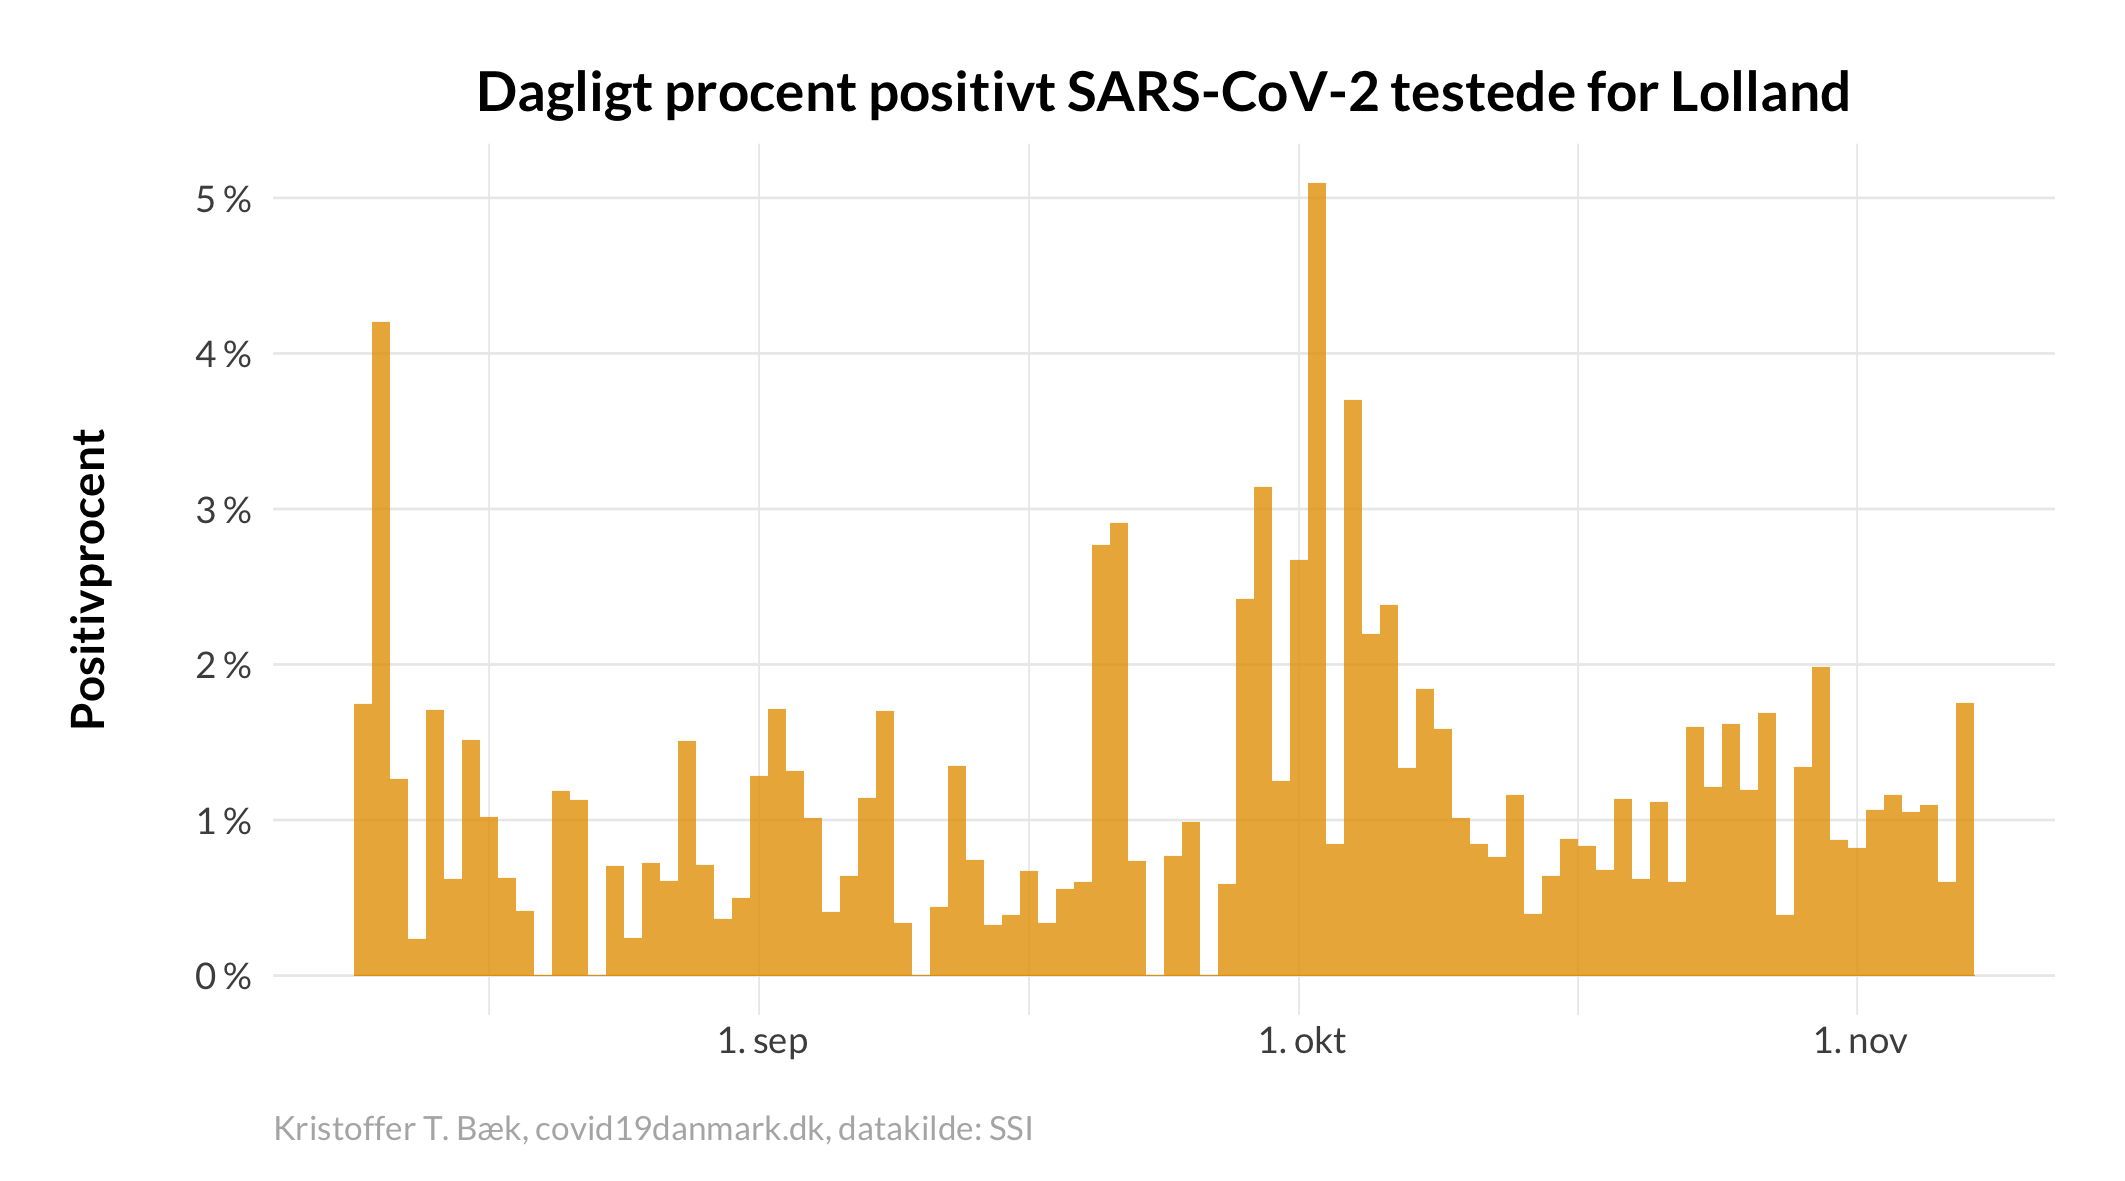 Dagligt procent positivt SARS-CoV-2 testede for Lolland
Positivprocent
5 %
4 %
3 %
2 %
1 %
0 %
1. sep
1. okt
1. nov
Kristoffer T. Bæk, covid19danmark.dk, datakilde: SSI